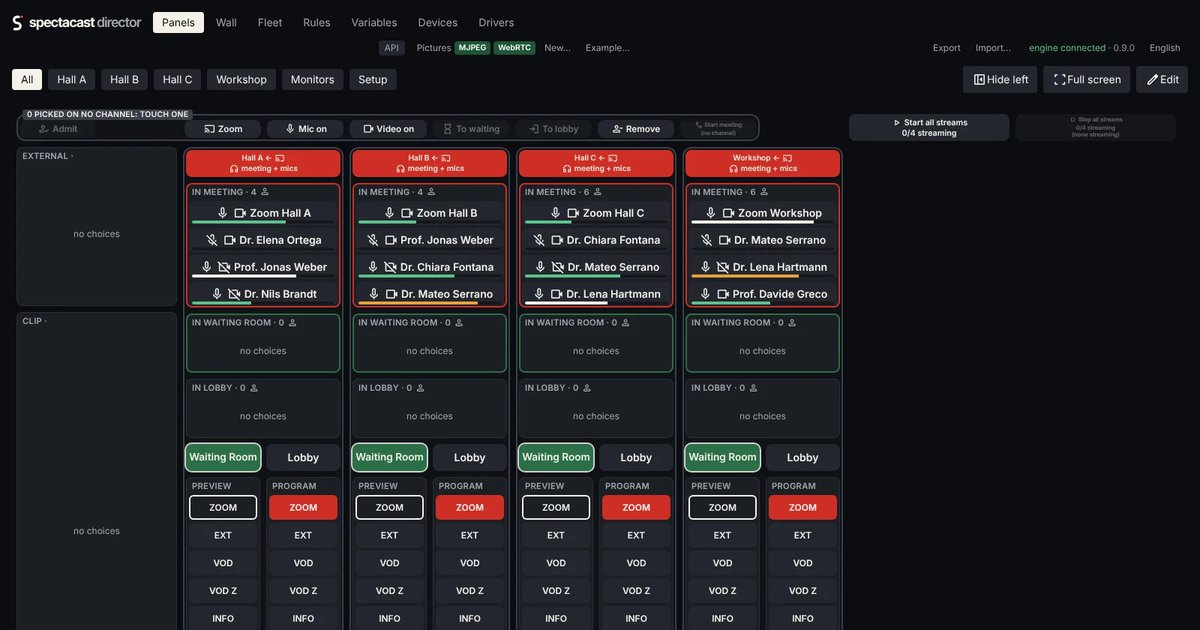 spectacast director
Panels Wall Fleet Rules Variables Devices Drivers
API Pictures MJPEG WebRTC New... Example...
Export Import... engine connected · 0.9.0 English
All Hall A Hall B Hall C Workshop Monitors Setup
Hide left Full screen Edit
0 PICKED ON NO CHANNEL: TOUCH ONE
Admit Zoom Mic on Video on To waiting To lobby Remove
Start meeting
(no channel)
Start all streams
0/4 streaming
Stop all streams
0/4 streaming
(none streaming)
EXTERNAL ·
no choices
CLIP ·
no choices
Hall A ←
meeting + mics
IN MEETING · 4
Zoom Hall A
Dr. Elena Ortega
Prof. Jonas Weber
Dr. Nils Brandt
IN WAITING ROOM · 0
no choices
IN LOBBY · 0
no choices
Waiting Room Lobby
PREVIEW PROGRAM
ZOOM ZOOM
EXT EXT
VOD VOD
VOD Z VOD Z
INFO INFO
Hall B ←
meeting + mics
IN MEETING · 4
Zoom Hall B
Prof. Jonas Weber
Dr. Chiara Fontana
Dr. Mateo Serrano
IN WAITING ROOM · 0
no choices
IN LOBBY · 0
no choices
Waiting Room Lobby
PREVIEW PROGRAM
ZOOM ZOOM
EXT EXT
VOD VOD
VOD Z VOD Z
INFO INFO
Hall C ←
meeting + mics
IN MEETING · 6
Zoom Hall C
Dr. Chiara Fontana
Dr. Mateo Serrano
Dr. Lena Hartmann
IN WAITING ROOM · 0
no choices
IN LOBBY · 0
no choices
Waiting Room Lobby
PREVIEW PROGRAM
ZOOM ZOOM
EXT EXT
VOD VOD
VOD Z VOD Z
INFO INFO
Workshop ←
meeting + mics
IN MEETING · 6
Zoom Workshop
Dr. Mateo Serrano
Dr. Lena Hartmann
Prof. Davide Greco
IN WAITING ROOM · 0
no choices
IN LOBBY · 0
no choices
Waiting Room Lobby
PREVIEW PROGRAM
ZOOM ZOOM
EXT EXT
VOD VOD
VOD Z VOD Z
INFO INFO